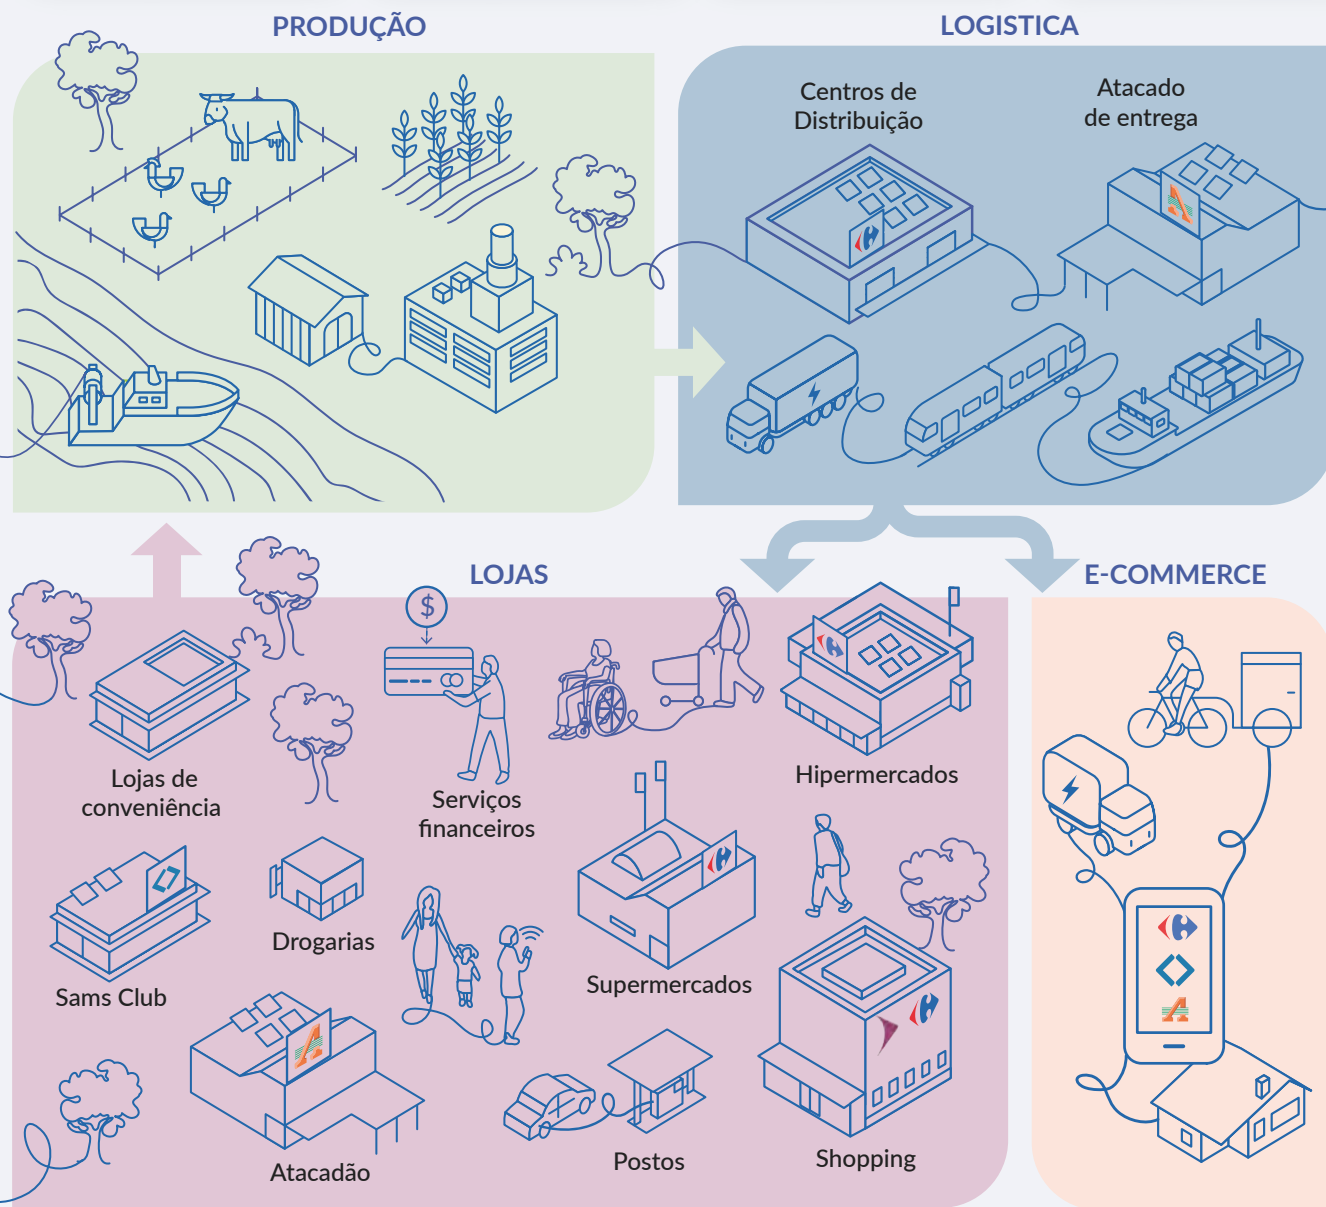 PRODUÇÃO
LOGISTICA
Centros de
Distribuição
Atacado
de entrega
LOJAS
E-COMMERCE
$
Lojas de
conveniência
Serviços
financeiros
Hipermercados
Drogarias
Sams Club
Supermercados
Atacadão
Postos
Shopping